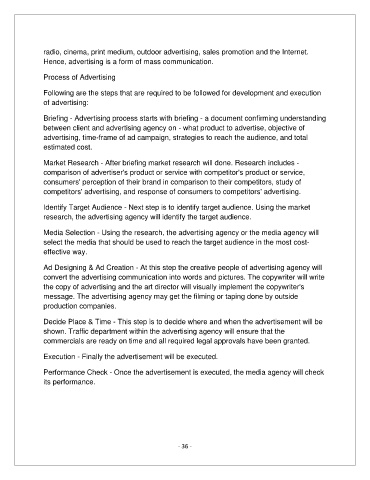 radio, cinema, print medium, outdoor advertising, sales promotion and the Internet.
Hence, advertising is a form of mass communication.
Process of Advertising
Following are the steps that are required to be followed for development and execution
of advertising:
Briefing - Advertising process starts with briefing - a document confirming understanding
between client and advertising agency on - what product to advertise, objective of
advertising, time-frame of ad campaign, strategies to reach the audience, and total
estimated cost.
Market Research - After briefing market research will done. Research includes -
comparison of advertiser's product or service with competitor's product or service,
consumers' perception of their brand in comparison to their competitors, study of
competitors' advertising, and response of consumers to competitors' advertising.
Identify Target Audience - Next step is to identify target audience. Using the market
research, the advertising agency will identify the target audience.
Media Selection - Using the research, the advertising agency or the media agency will
select the media that should be used to reach the target audience in the most cost-
effective way.
Ad Designing & Ad Creation - At this step the creative people of advertising agency will
convert the advertising communication into words and pictures. The copywriter will write
the copy of advertising and the art director will visually implement the copywriter's
message. The advertising agency may get the filming or taping done by outside
production companies.
Decide Place & Time - This step is to decide where and when the advertisement will be
shown. Traffic department within the advertising agency will ensure that the
commercials are ready on time and all required legal approvals have been granted.
Execution - Finally the advertisement will be executed.
Performance Check - Once the advertisement is executed, the media agency will check
its performance.
- 36 -